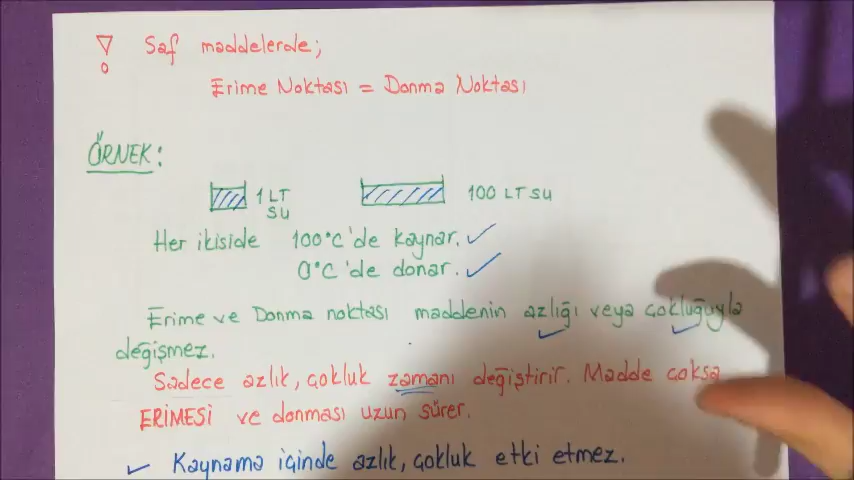 ! Saf maddelerde;
Erime Noktası = Donma Noktası
ÖRNEK:
1 LT
SU
100 LT SU
Her ikiside 100°C'de kaynar. ✓
0°C'de donar. ✓
Erime ve Donma noktası maddenin azlığı veya çokluğuyla
değişmez.
Sadece azlık, çokluk zamanı değiştirir. Madde çoksa
ERİMESİ ve donması uzun sürer.
✓ Kaynama içinde azlık, çokluk etki etmez.